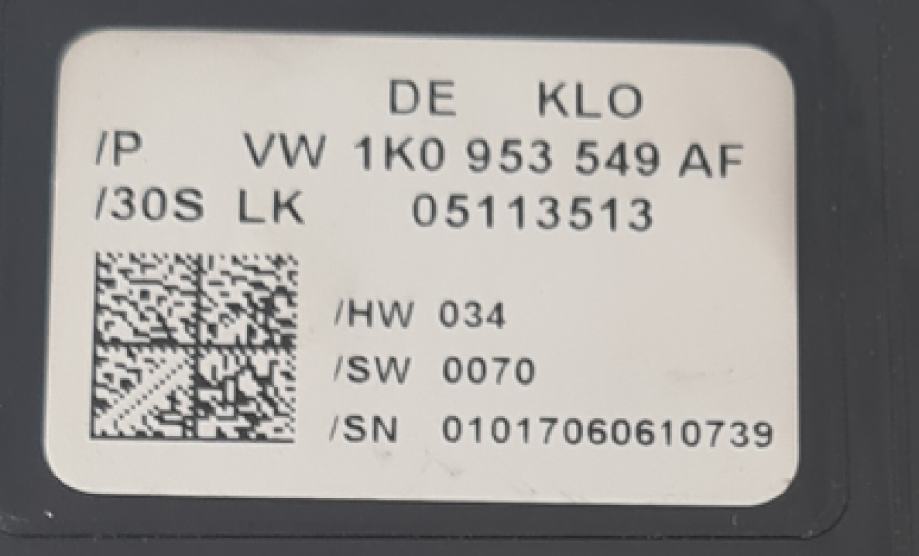 DE KLO
/P VW 1K0 953 549 AF
/30S LK 05113513
/HW 034
/SW 0070
/SN 01017060610739